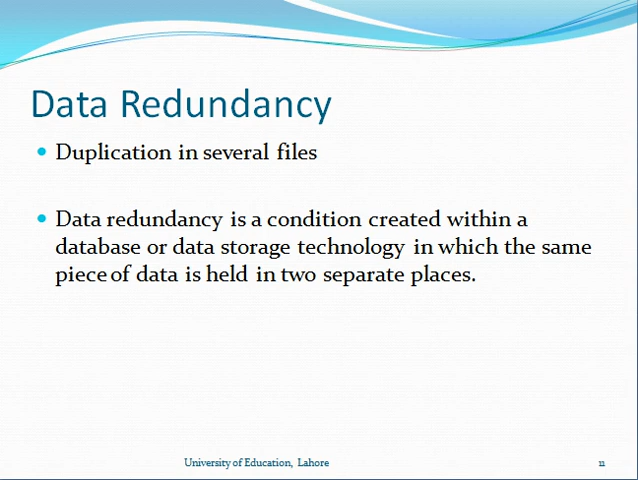 Data Redundancy
• Duplication in several files
• Data redundancy is a condition created within a
database or data storage technology in which the same
piece of data is held in two separate places.
University of Education, Lahore
11